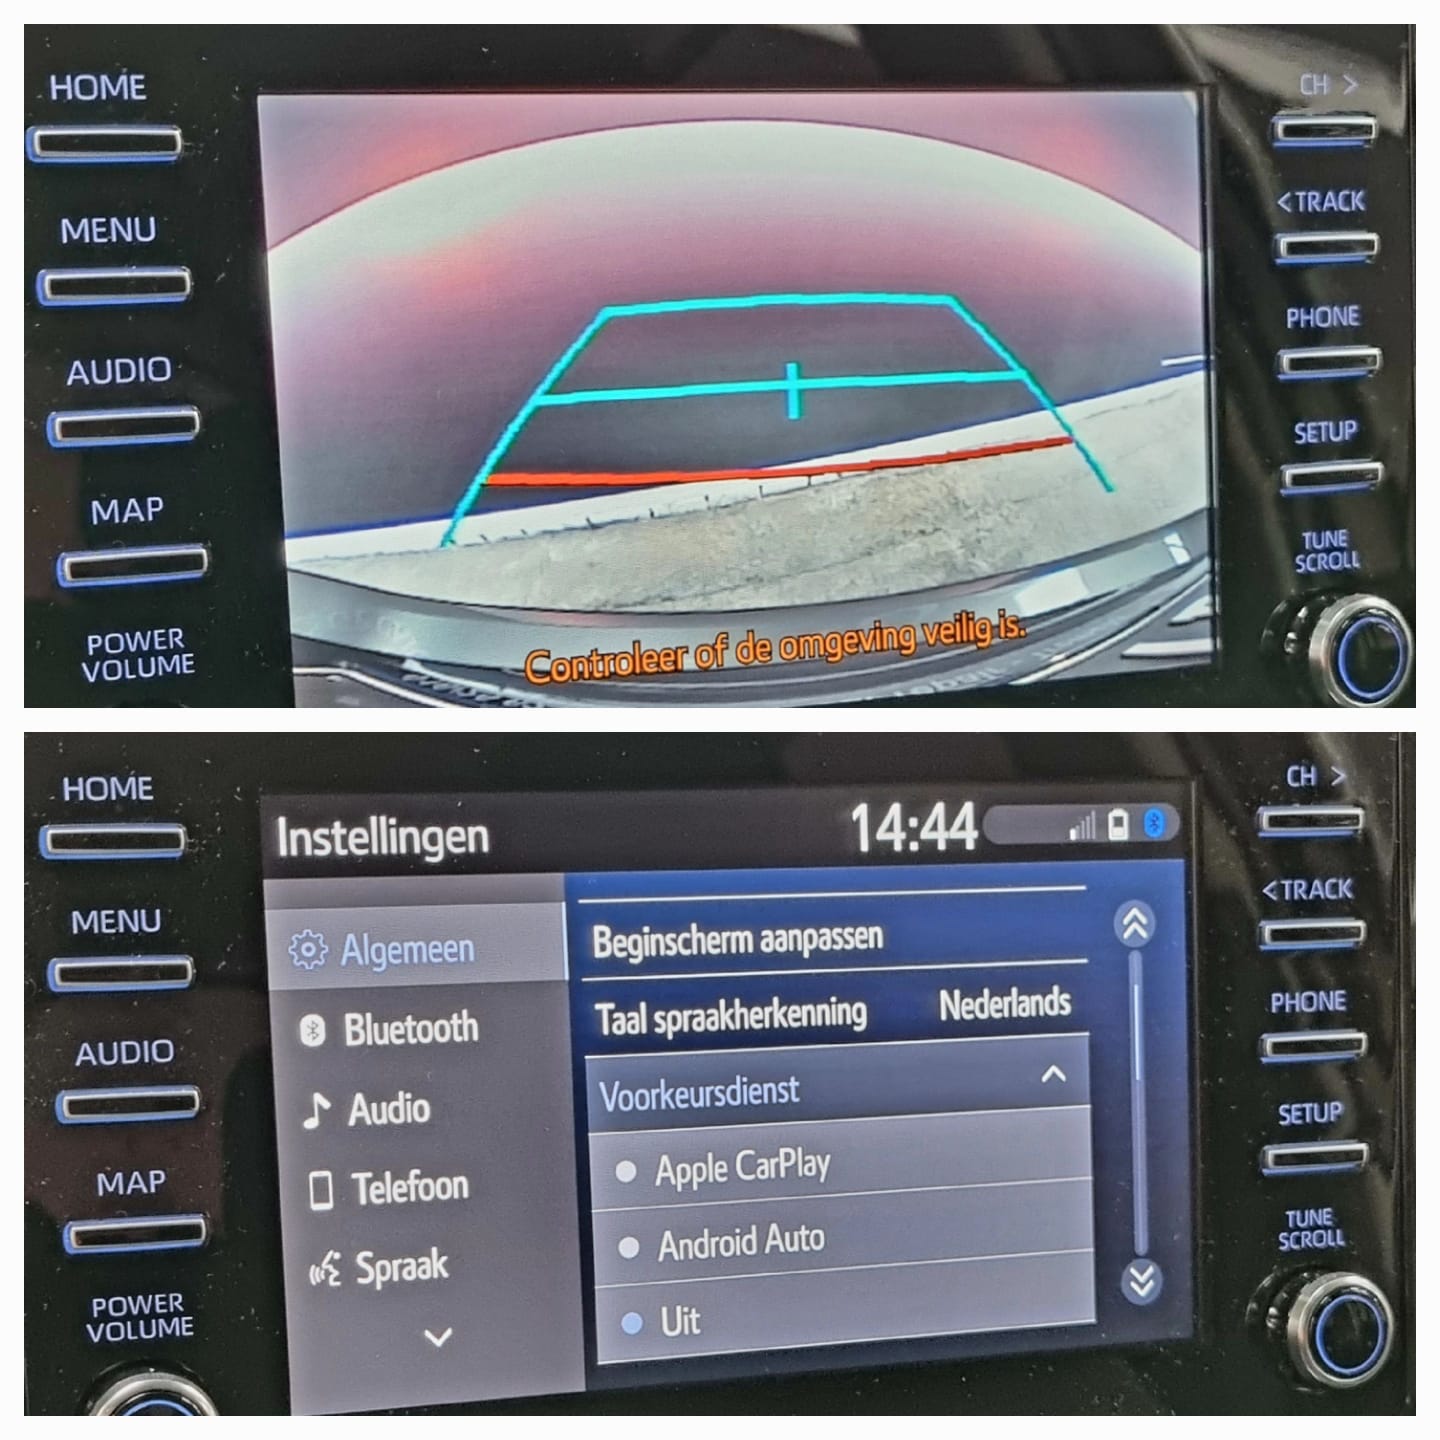 HOME
MENU
AUDIO
MAP
POWER
VOLUME
CH >
< TRACK
PHONE
SETUP
TUNE
SCROLL
Controleer of de omgeving veilig is.
HOME
MENU
AUDIO
MAP
POWER
VOLUME
Instellingen
14:44
Algemeen
Bluetooth
Audio
Telefoon
Spraak
Beginscherm aanpassen
Taal spraakherkenning Nederlands
Voorkeursdienst
Apple CarPlay
Android Auto
Uit
CH >
< TRACK
PHONE
SETUP
TUNE
SCROLL